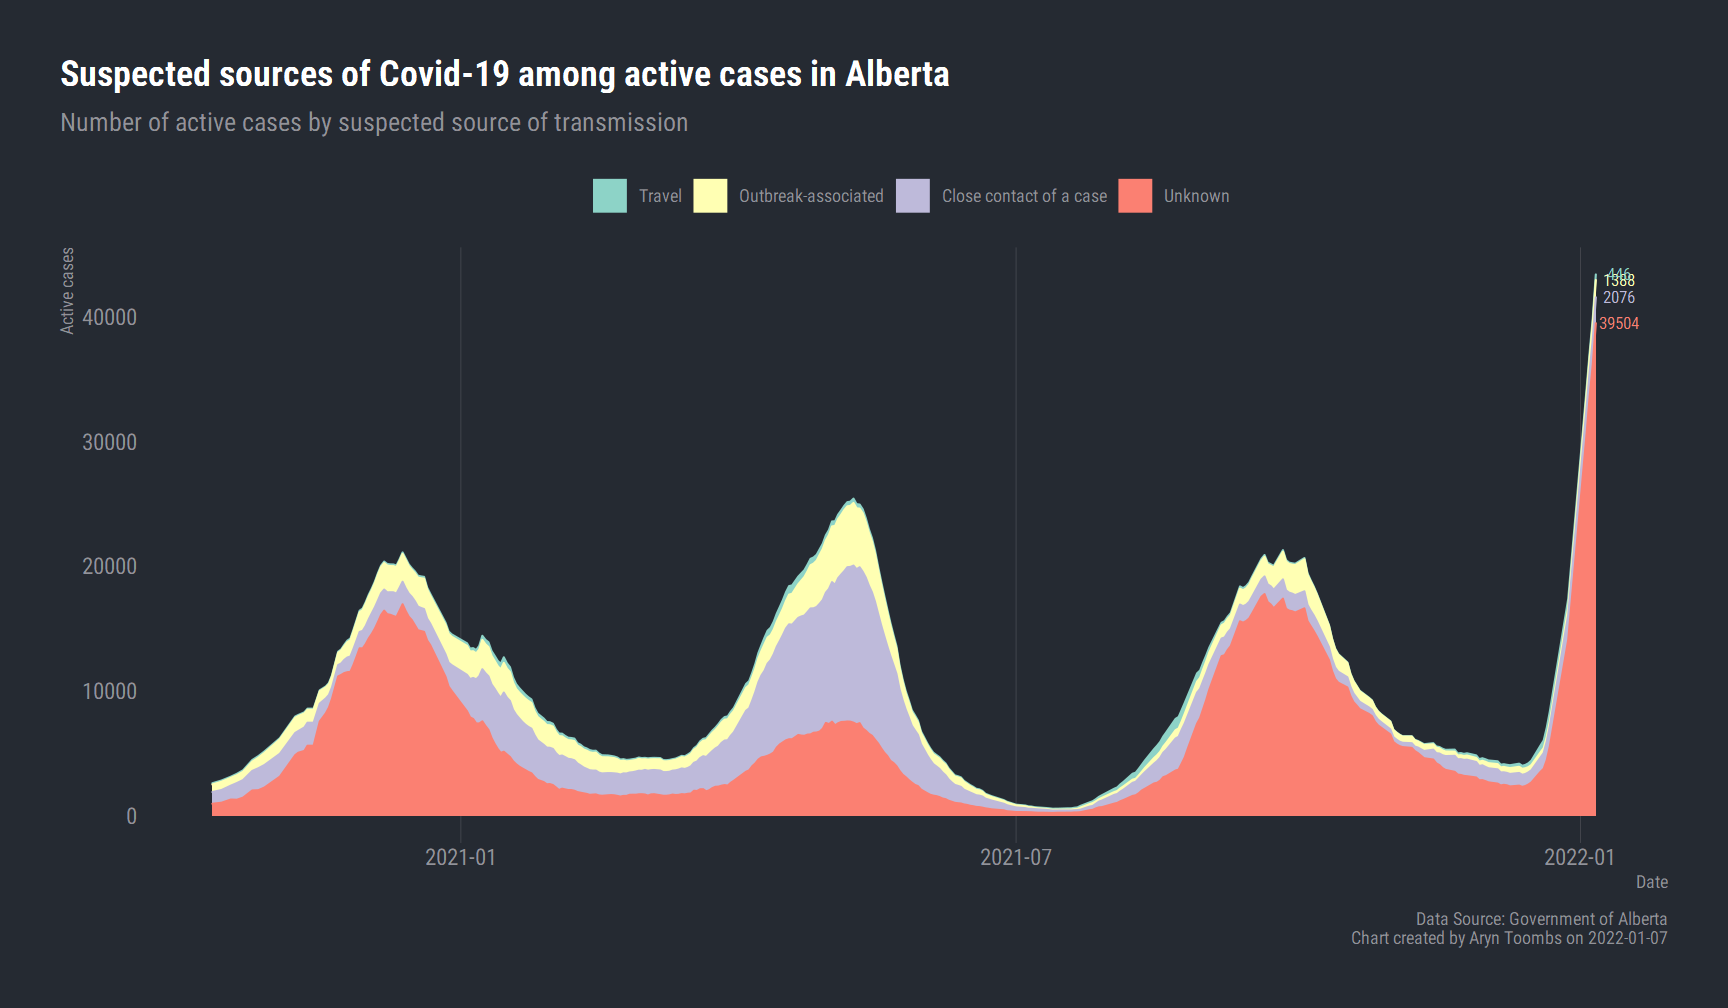 Suspected sources of Covid-19 among active cases in Alberta
Number of active cases by suspected source of transmission
Travel Outbreak-associated Close contact of a case Unknown
Active cases
40000
30000
20000
10000
0
446
1388
2076
39504
2021-01 2021-07 2022-01
Date
Data Source: Government of Alberta
Chart created by Aryn Toombs on 2022-01-07